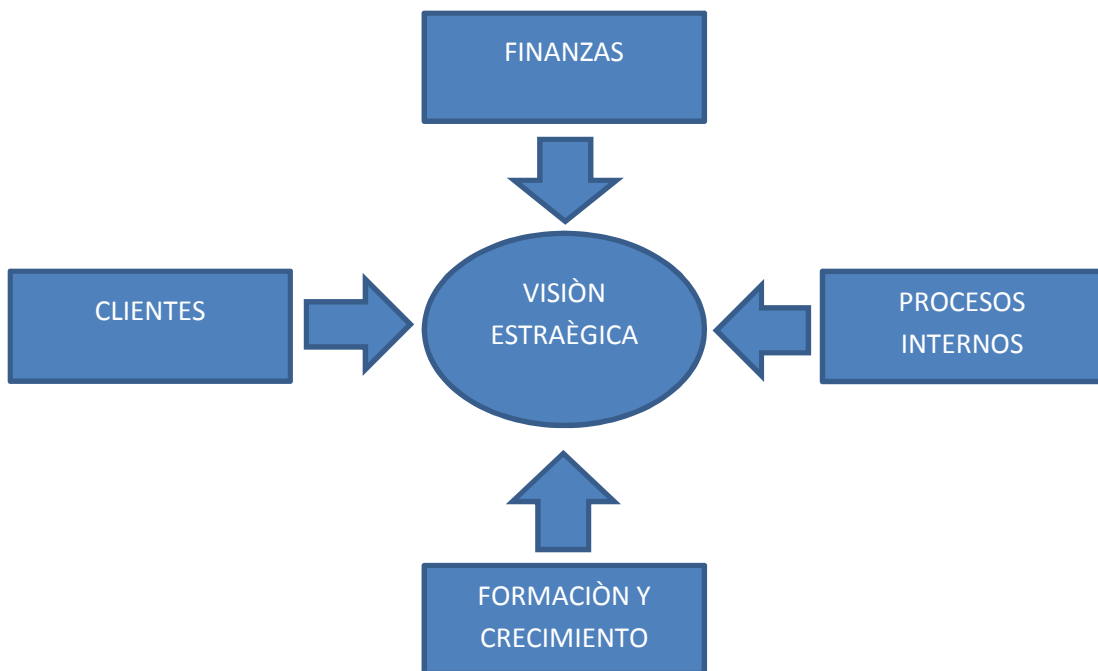 FINANZAS
CLIENTES
VISIÒN
ESTRAÈGICA
PROCESOS
INTERNOS
FORMACIÒN Y
CRECIMIENTO